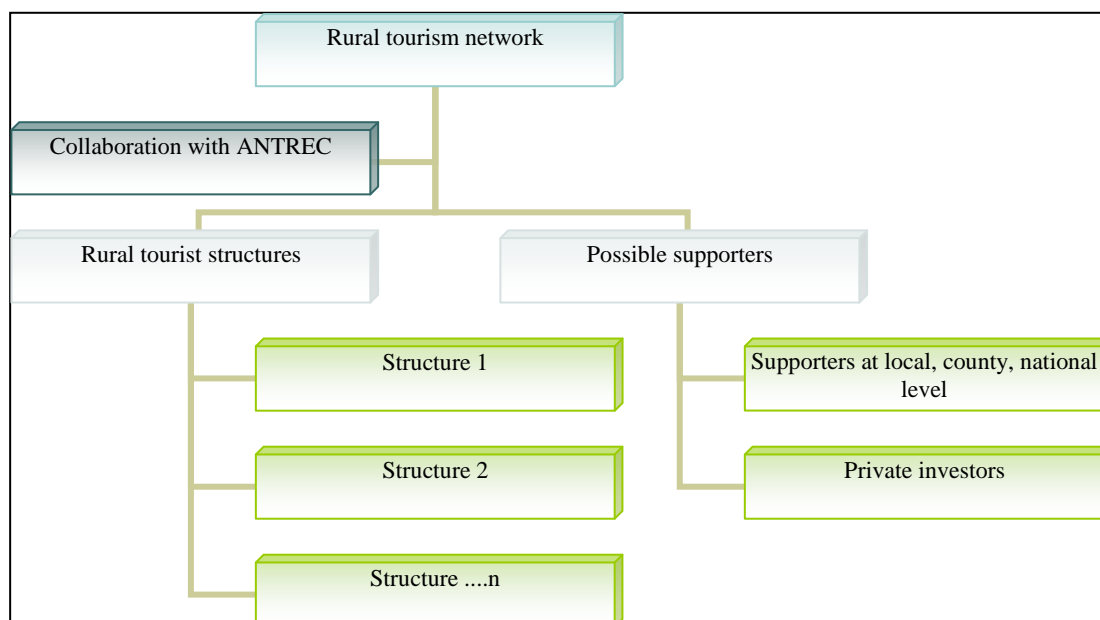 Rural tourism network
Collaboration with ANTREC
Rural tourist structures
Possible supporters
Structure 1
Supporters at local, county, national
level
Structure 2
Private investors
Structure ....n